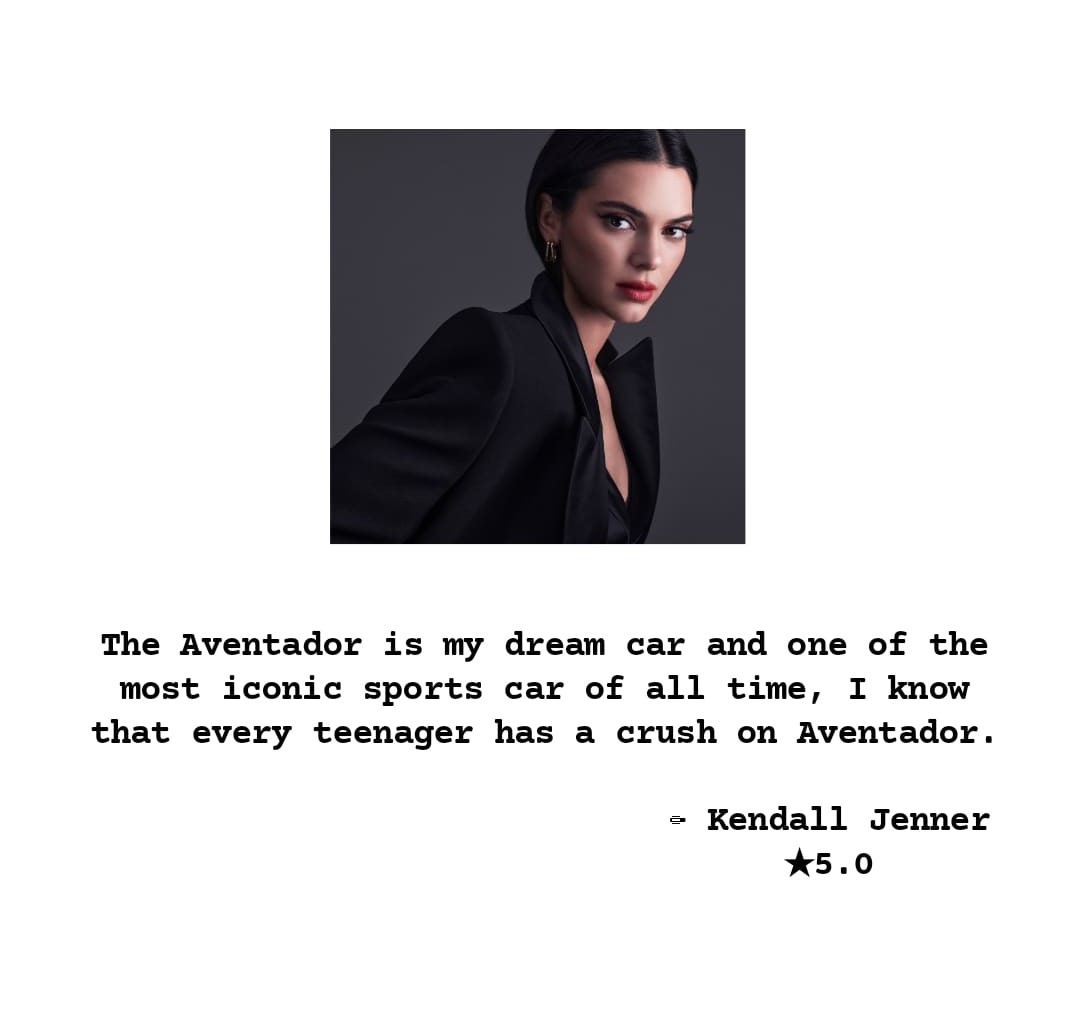 The Aventador is my dream car and one of the
most iconic sports car of all time, I know
that every teenager has a crush on Aventador.
- Kendall Jenner
★5.0